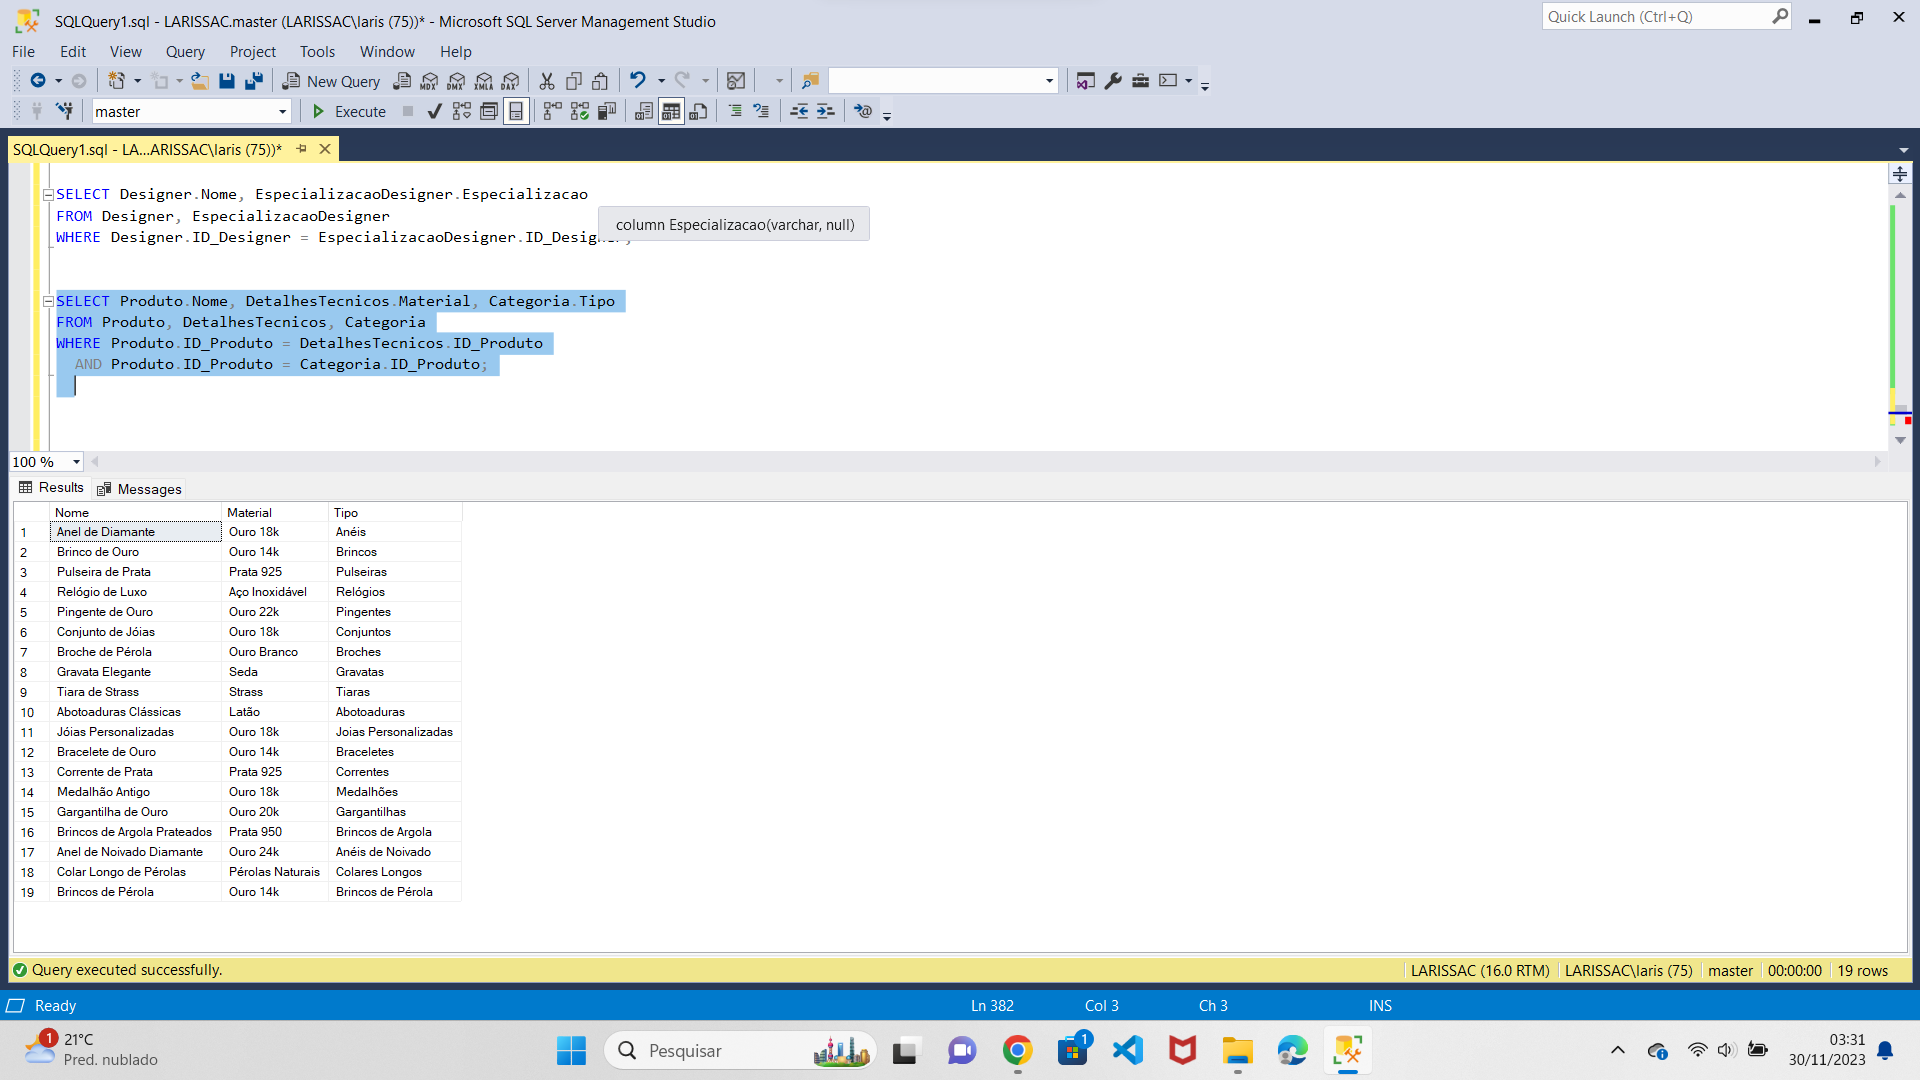 SQLQuery1.sql - LARISSAC.master (LARISSAC\laris (75))* - Microsoft SQL Server Management Studio
Quick Launch (Ctrl+Q)
File Edit View Query Project Tools Window Help
New Query MDX DMX XMLA DAX
master Execute
SQLQuery1.sql - LA...ARISSAC\laris (75))*
SELECT Designer.Nome, EspecializacaoDesigner.Especializacao
FROM Designer, EspecializacaoDesigner
column Especializacao(varchar, null)
WHERE Designer.ID_Designer = EspecializacaoDesigner.ID_Designer;
SELECT Produto.Nome, DetalhesTecnicos.Material, Categoria.Tipo
FROM Produto, DetalhesTecnicos, Categoria
WHERE Produto.ID_Produto = DetalhesTecnicos.ID_Produto
AND Produto.ID_Produto = Categoria.ID_Produto;
100 %
Results Messages
Nome Material Tipo
1 Anel de Diamante Ouro 18k Anéis
2 Brinco de Ouro Ouro 14k Brincos
3 Pulseira de Prata Prata 925 Pulseiras
4 Relógio de Luxo Aço Inoxidável Relógios
5 Pingente de Ouro Ouro 22k Pingentes
6 Conjunto de Jóias Ouro 18k Conjuntos
7 Broche de Pérola Ouro Branco Broches
8 Gravata Elegante Seda Gravatas
9 Tiara de Strass Strass Tiaras
10 Abotoaduras Clássicas Latão Abotoaduras
11 Jóias Personalizadas Ouro 18k Joias Personalizadas
12 Bracelete de Ouro Ouro 14k Braceletes
13 Corrente de Prata Prata 925 Correntes
14 Medalhão Antigo Ouro 18k Medalhões
15 Gargantilha de Ouro Ouro 20k Gargantilhas
16 Brincos de Argola Prateados Prata 950 Brincos de Argola
17 Anel de Noivado Diamante Ouro 24k Anéis de Noivado
18 Colar Longo de Pérolas Pérolas Naturais Colares Longos
19 Brincos de Pérola Ouro 14k Brincos de Pérola
Query executed successfully. LARISSAC (16.0 RTM) LARISSAC\laris (75) master 00:00:00 19 rows
Ready Ln 382 Col 3 Ch 3 INS
1 21°C
Pred. nublado
Pesquisar
1
03:31
30/11/2023